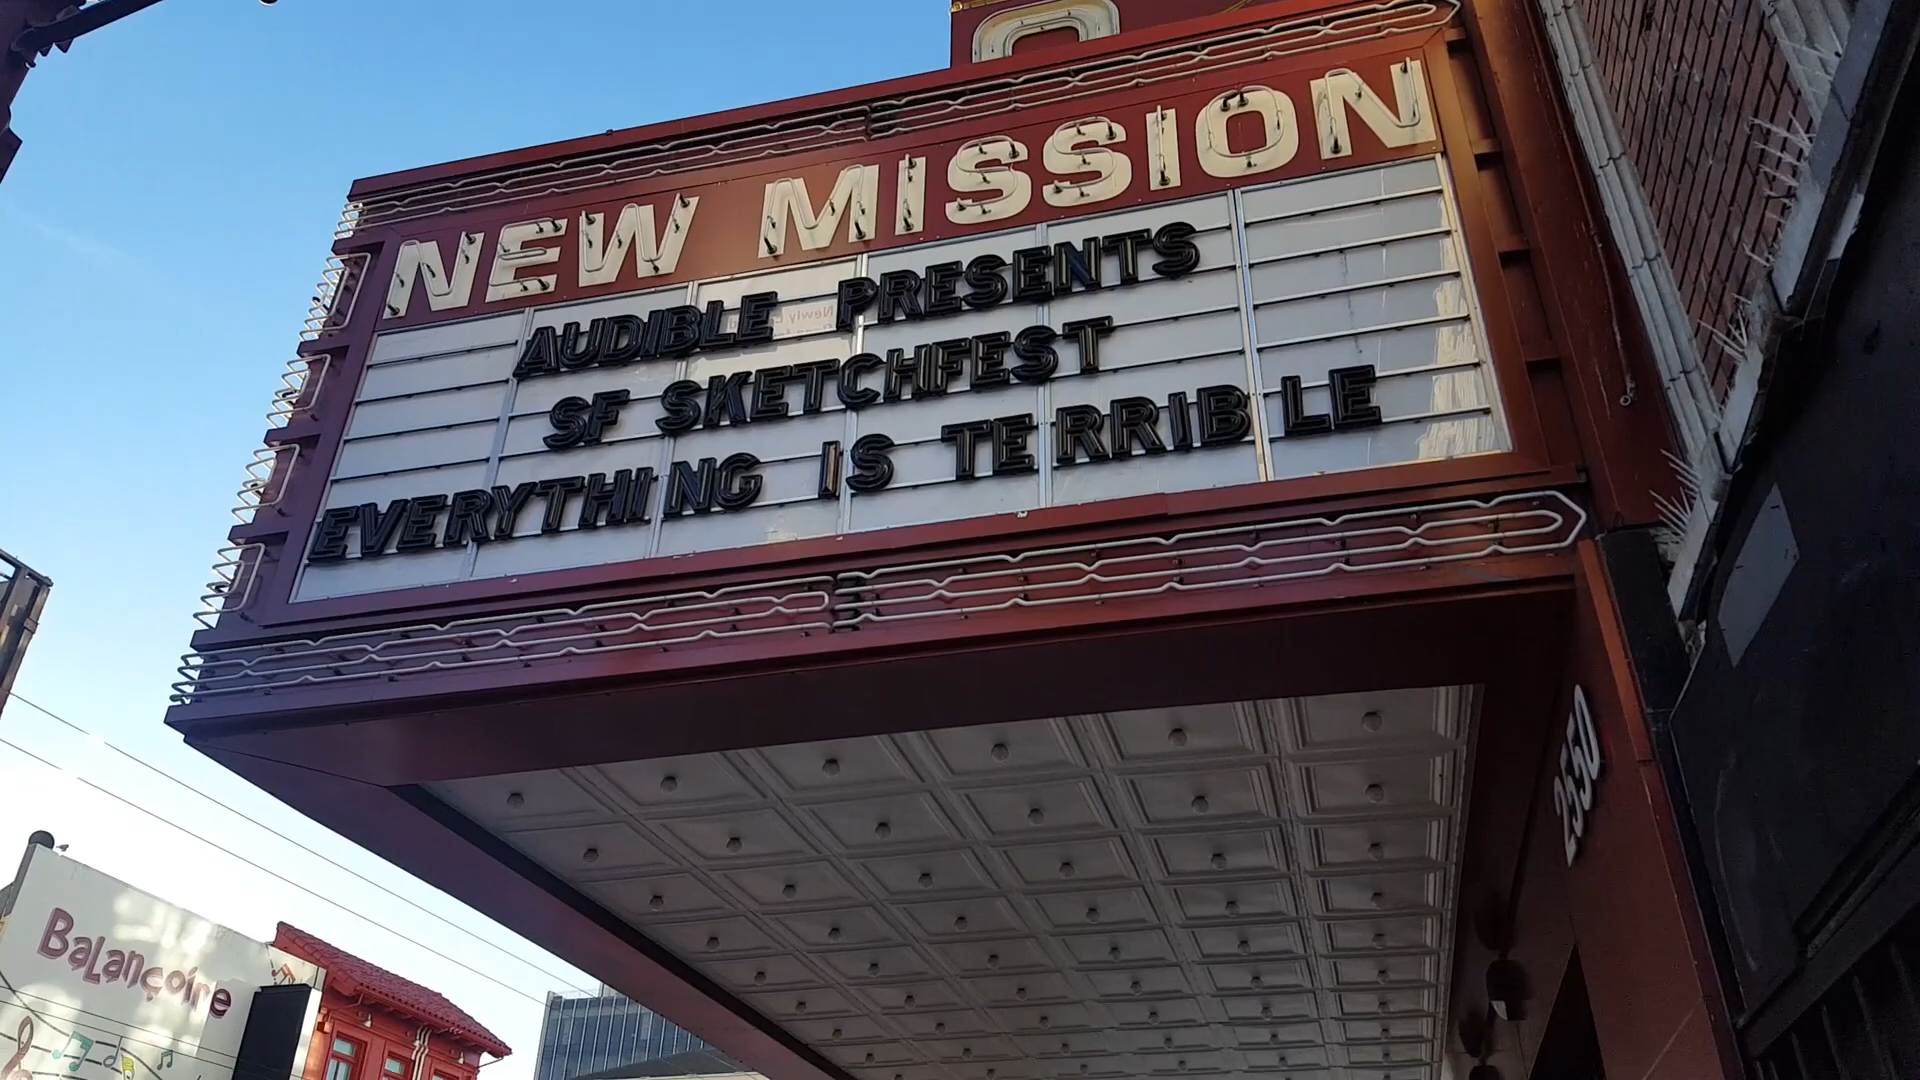 NEW MISSION
AUDIBLE PRESENTS
SF SKETCHFEST
EVERYTHING IS TERRIBLE
2550
Balançoire